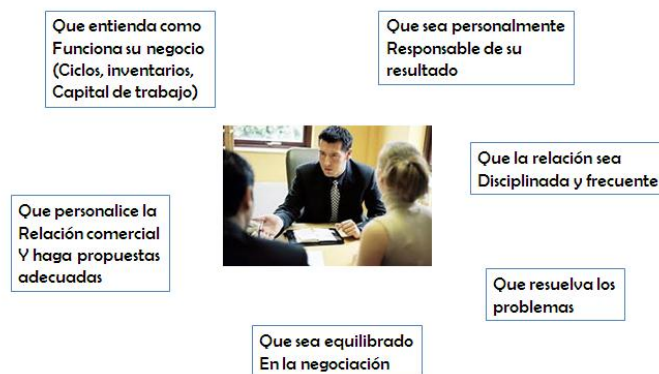 Que entienda como
Funciona su negocio
(Ciclos, inventarios,
Capital de trabajo)
Que sea personalmente
Responsable de su
resultado
Que la relación sea
Disciplinada y frecuente
Que personalice la
Relación comercial
Y haga propuestas
adecuadas
Que resuelva los
problemas
Que sea equilibrado
En la negociación